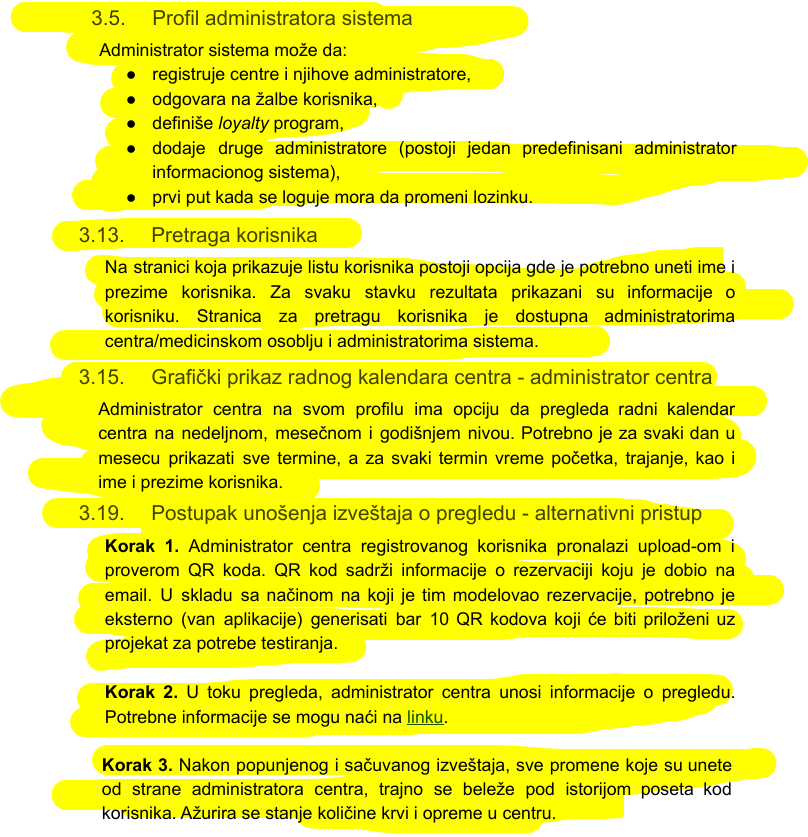 3.5. Profil administratora sistema
Administrator sistema može da:
● registruje centre i njihove administratore,
● odgovara na žalbe korisnika,
● definiše loyalty program,
● dodaje druge administratore (postoji jedan predefinisani administrator
informacionog sistema),
● prvi put kada se loguje mora da promeni lozinku.
3.13. Pretraga korisnika
Na stranici koja prikazuje listu korisnika postoji opcija gde je potrebno uneti ime i
prezime korisnika. Za svaku stavku rezultata prikazani su informacije o
korisniku. Stranica za pretragu korisnika je dostupna administratorima
centra/medicinskom osoblju i administratorima sistema.
3.15. Grafički prikaz radnog kalendara centra - administrator centra
Administrator centra na svom profilu ima opciju da pregleda radni kalendar
centra na nedeljnom, mesečnom i godišnjem nivou. Potrebno je za svaki dan u
mesecu prikazati sve termine, a za svaki termin vreme početka, trajanje, kao i
ime i prezime korisnika.
3.19. Postupak unošenja izveštaja o pregledu - alternativni pristup
Korak 1. Administrator centra registrovanog korisnika pronalazi upload-om i
proverom QR koda. QR kod sadrži informacije o rezervaciji koju je dobio na
email. U skladu sa načinom na koji je tim modelovao rezervacije, potrebno je
eksterno (van aplikacije) generisati bar 10 QR kodova koji će biti priloženi uz
projekat za potrebe testiranja.
Korak 2. U toku pregleda, administrator centra unosi informacije o pregledu.
Potrebne informacije se mogu naći na linku.
Korak 3. Nakon popunjenog i sačuvanog izveštaja, sve promene koje su unete
od strane administratora centra, trajno se beleže pod istorijom poseta kod
korisnika. Ažurira se stanje količine krvi i opreme u centru.